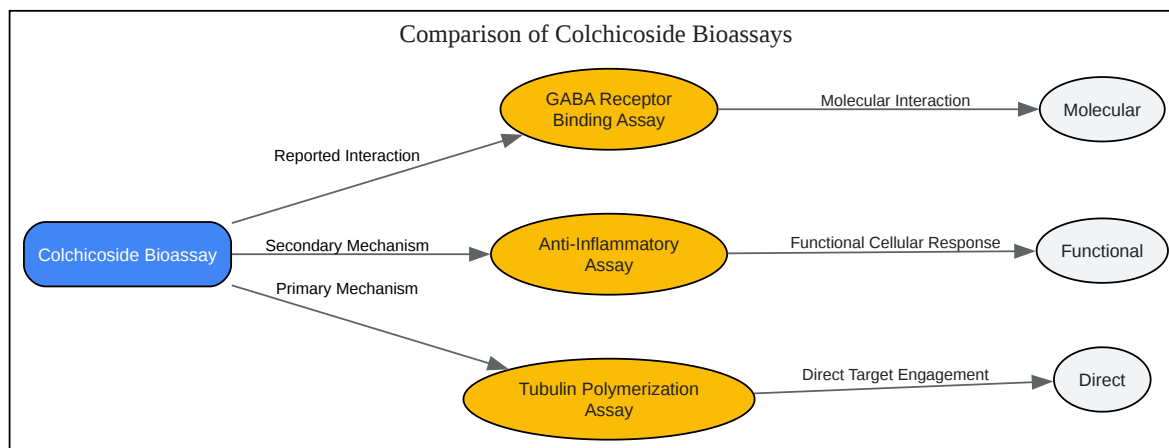 Comparison of Colchicoside Bioassays
GABA Receptor
Binding Assay
Molecular Interaction
Molecular
Reported Interaction
Colchicoside Bioassay
Secondary Mechanism
Anti-Inflammatory
Assay
Functional Cellular Response
Functional
Primary Mechanism
Tubulin Polymerization
Assay
Direct Target Engagement
Direct